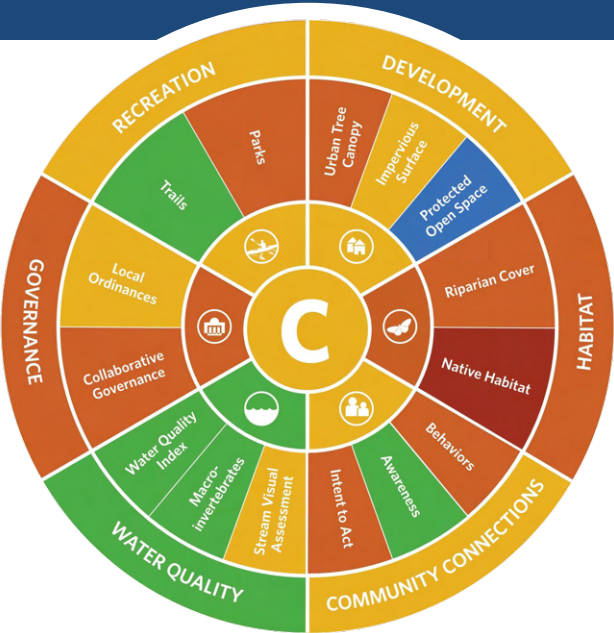 RECREATION
DEVELOPMENT
HABITAT
COMMUNITY CONNECTIONS
WATER QUALITY
GOVERNANCE
Parks
Trails
Urban Tree
Canopy
Impervious
Surface
Protected
Open Space
Riparian Cover
Native Habitat
Behaviors
Awareness
Intent to Act
Stream Visual
Assessment
Macro-
invertebrates
Water Quality
Index
Collaborative
Governance
Local
Ordinances
C